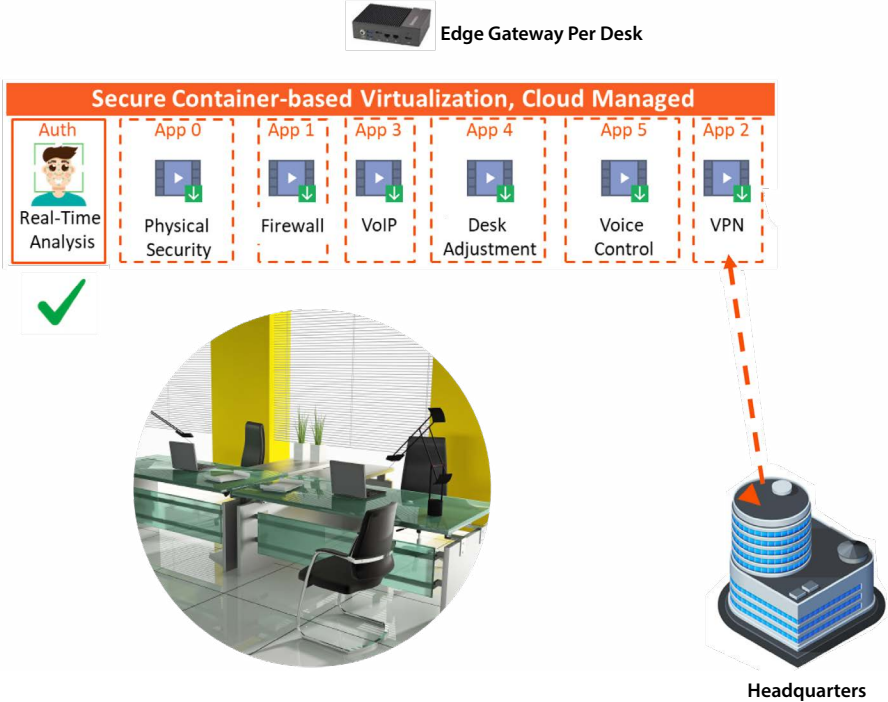 Edge Gateway Per Desk
Secure Container-based Virtualization, Cloud Managed
Auth
Real-Time
Analysis
App 0
Physical
Security
App 1
Firewall
App 3
VoIP
App 4
Desk
Adjustment
App 5
Voice
Control
App 2
VPN
Headquarters